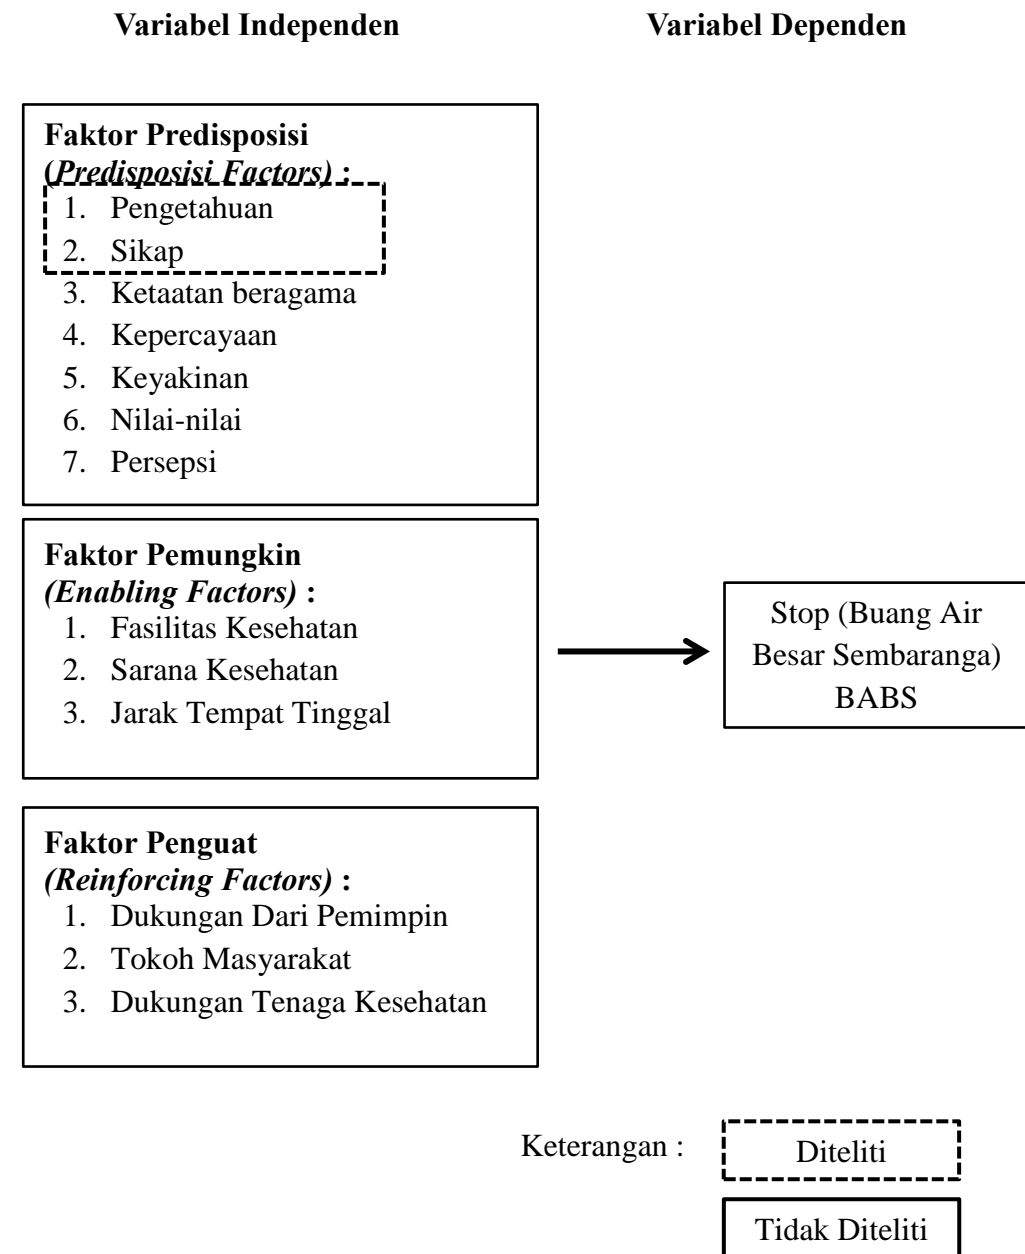 Variabel Independen
Variabel Dependen
Faktor Predisposisi
(Predisposisi Factors) :
1. Pengetahuan
2. Sikap
3. Ketaatan beragama
4. Kepercayaan
5. Keyakinan
6. Nilai-nilai
7. Persepsi
Faktor Pemungkin
(Enabling Factors) :
1. Fasilitas Kesehatan
2. Sarana Kesehatan
3. Jarak Tempat Tinggal
Stop (Buang Air
Besar Sembaranga)
BABS
Faktor Penguat
(Reinforcing Factors) :
1. Dukungan Dari Pemimpin
2. Tokoh Masyarakat
3. Dukungan Tenaga Kesehatan
Keterangan :
Diteliti
Tidak Diteliti